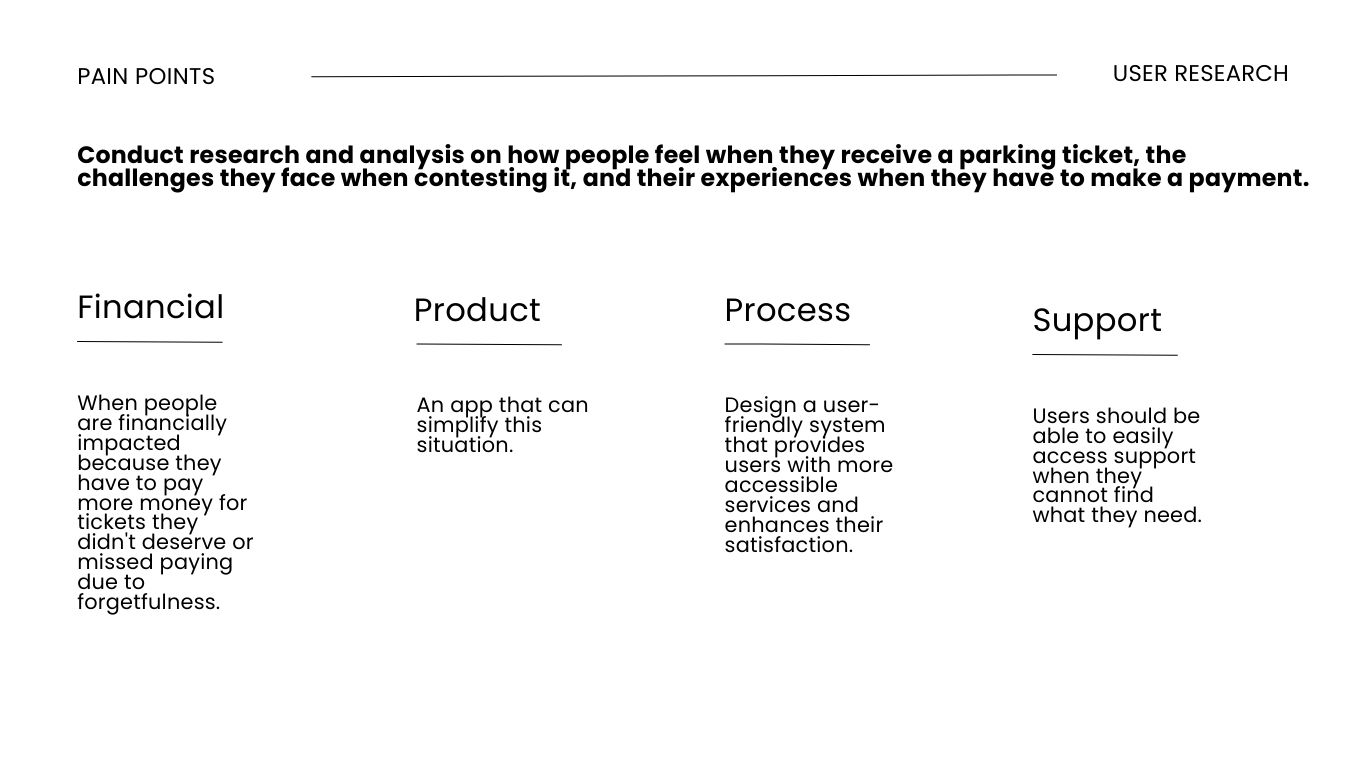 PAIN POINTS
USER RESEARCH
Conduct research and analysis on how people feel when they receive a parking ticket, the
challenges they face when contesting it, and their experiences when they have to make a payment.
Financial
When people
are financially
impacted
because they
have to pay
more money for
tickets they
didn't deserve or
missed paying
due to
forgetfulness.
Product
An app that can
simplify this
situation.
Process
Design a user-
friendly system
that provides
users with more
accessible
services and
enhances their
satisfaction.
Support
Users should be
able to easily
access support
when they
cannot find
what they need.